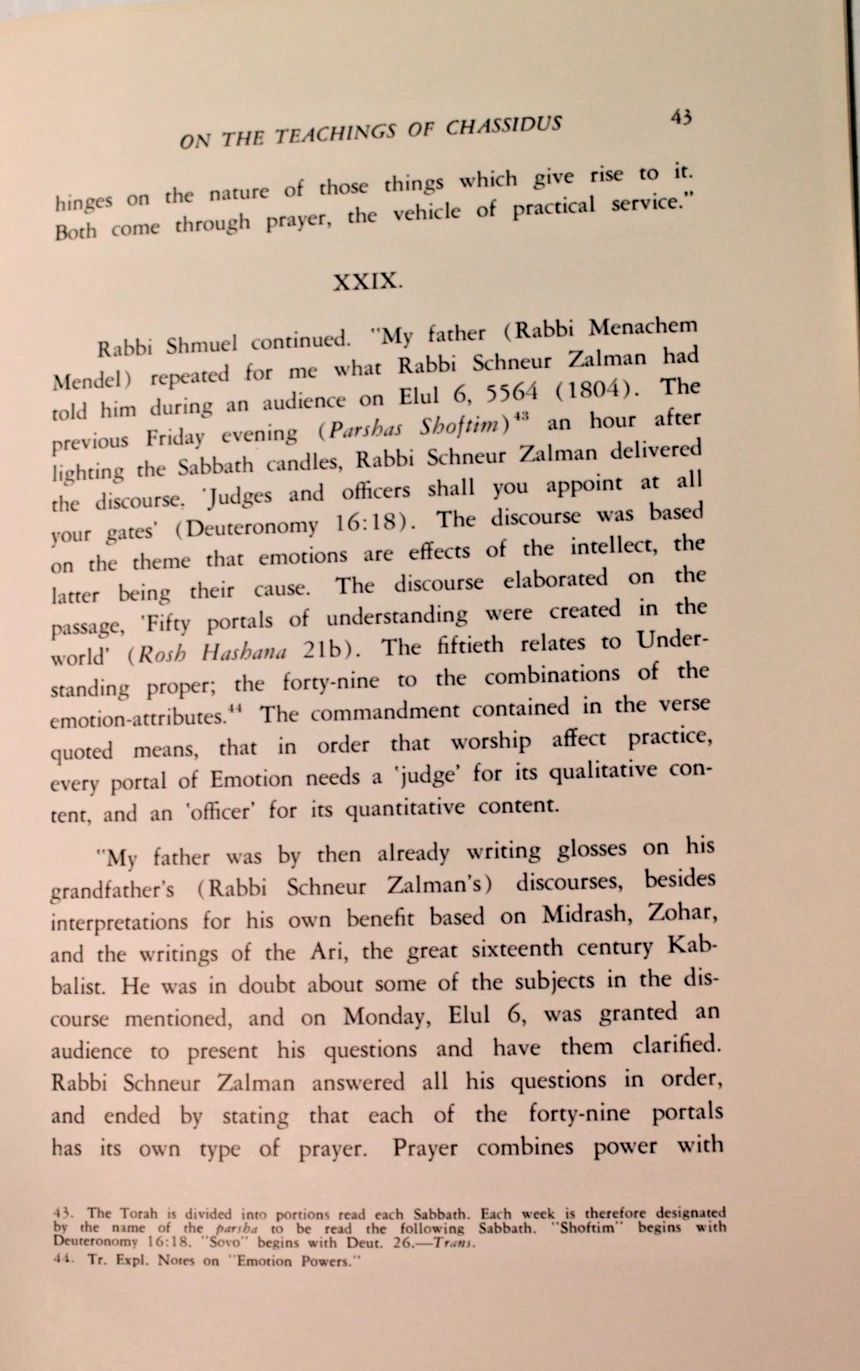 ON THE TEACHINGS OF CHASSIDUS 43
hinges on the nature of those things which give rise to it.
Both come through prayer, the vehicle of practical service."
XXIX.
Rabbi Shmuel continued. "My father (Rabbi Menachem
Mendel) repeated for me what Rabbi Schneur Zalman had
told him during an audience on Elul 6, 5564 (1804). The
previous Friday evening (Parshas Shoftim)43 an hour after
lighting the Sabbath candles, Rabbi Schneur Zalman delivered
the discourse, 'Judges and officers shall you appoint at all
your gates' (Deuteronomy 16:18). The discourse was based
on the theme that emotions are effects of the intellect, the
latter being their cause. The discourse elaborated on the
passage, 'Fifty portals of understanding were created in the
world' (Rosh Hashana 21b). The fiftieth relates to Under-
standing proper; the forty-nine to the combinations of the
emotion-attributes.44 The commandment contained in the verse
quoted means, that in order that worship affect practice,
every portal of Emotion needs a 'judge' for its qualitative con-
tent, and an 'officer' for its quantitative content.
"My father was by then already writing glosses on his
grandfather's (Rabbi Schneur Zalman's) discourses, besides
interpretations for his own benefit based on Midrash, Zohar,
and the writings of the Ari, the great sixteenth century Kab-
balist. He was in doubt about some of the subjects in the dis-
course mentioned, and on Monday, Elul 6, was granted an
audience to present his questions and have them clarified.
Rabbi Schneur Zalman answered all his questions in order,
and ended by stating that each of the forty-nine portals
has its own type of prayer. Prayer combines power with
43. The Torah is divided into portions read each Sabbath. Each week is therefore designated
by the name of the parsha to be read the following Sabbath. "Shoftim" begins with
Deuteronomy 16:18. "Sovo" begins with Deut. 26.—Trans.
44. Tr. Expl. Notes on "Emotion Powers."